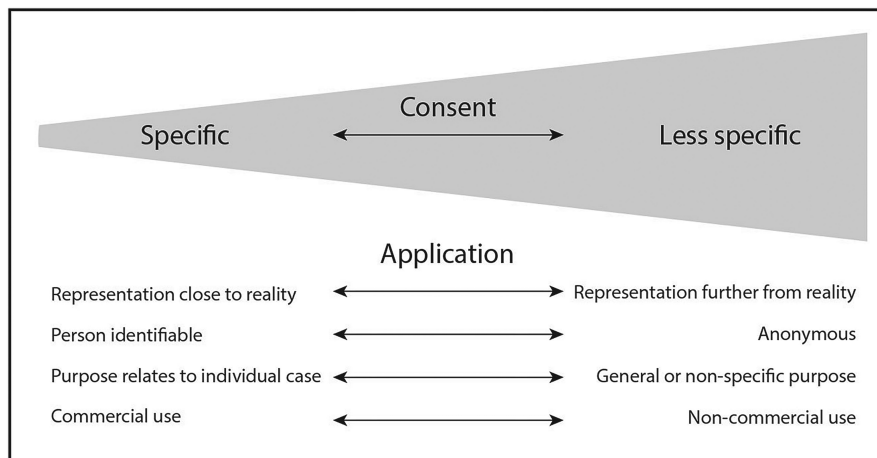 Consent
Specific
Less specific
Application
Representation close to reality
Representation further from reality
Person identifiable
Anonymous
Purpose relates to individual case
General or non-specific purpose
Commercial use
Non-commercial use